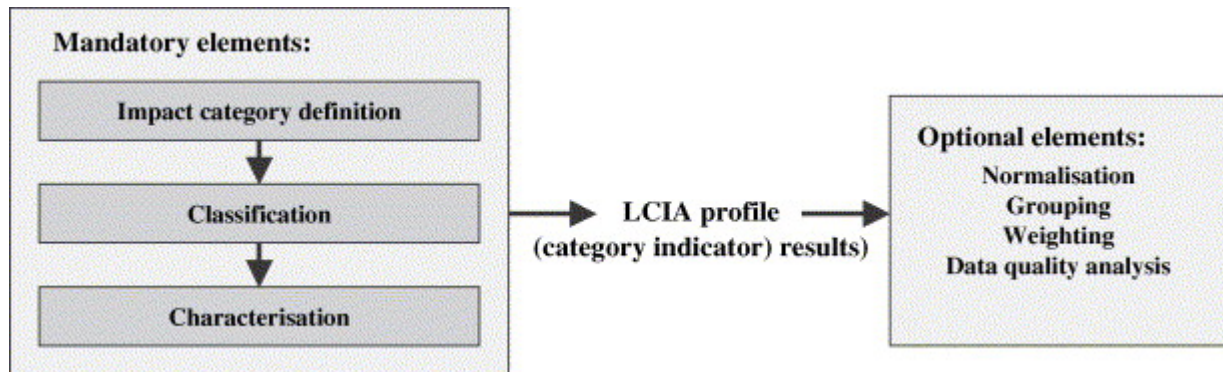 Mandatory elements:
Impact category definition
Classification
Characterisation
LCIA profile
(category indicator) results)
Optional elements:
Normalisation
Grouping
Weighting
Data quality analysis